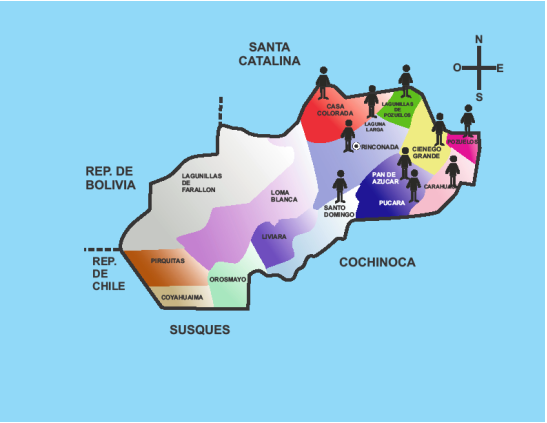 N
O
E
S
SANTA
CATALINA
CASA
COLORADA
LAGUNILLAS
DE
POZUELOS
LAGUNA
LARGA
RINCONADA
CIENEGO
GRANDE
POZUELOS
REP. DE
BOLIVIA
LAGUNILLAS
DE
FARALLON
LOMA
BLANCA
PAN DE
AZUCAR
PUCARA
SANTO
DOMINGO
LIVIARA
REP.
DE
CHILE
PIRQUITAS
OROSMAYO
COYAHUAIMA
COCHINOCA
SUSQUES